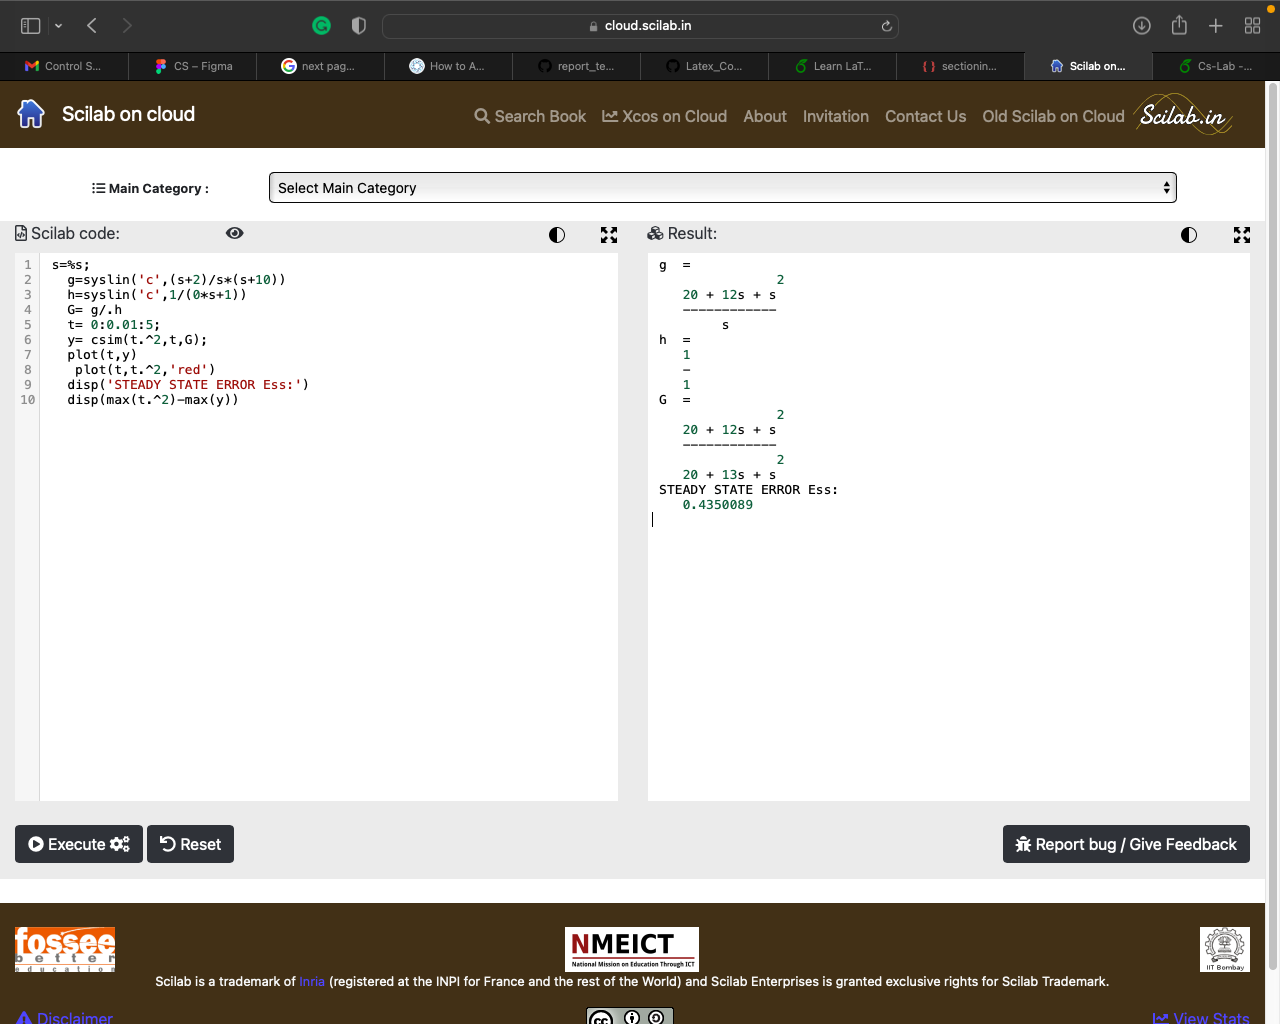 cloud.scilab.in
Control S...
CS – Figma
next pag...
How to A...
report_te...
Latex_Co...
Learn LaT...
sectionin...
Scilab on...
Cs-Lab -...
Scilab on cloud
Search Book
Xcos on Cloud
About
Invitation
Contact Us
Old Scilab on Cloud
Scilab.in
Main Category :
Select Main Category
Scilab code:
1 s=%s;
2 g=syslin('c',(s+2)/s*(s+10))
3 h=syslin('c',1/(0*s+1))
4 G= g/.h
5 t= 0:0.01:5;
6 y= csim(t.^2,t,G);
7 plot(t,y)
8 plot(t,t.^2,'red')
9 disp('STEADY STATE ERROR Ess:')
10 disp(max(t.^2)-max(y))
Result:
g =
2
20 + 12s + s
------------
s
h =
1
-
1
G =
2
20 + 12s + s
------------
2
20 + 13s + s
STEADY STATE ERROR Ess:
0.4350089
Execute
Reset
Report bug / Give Feedback
fossee
better
education
NMEICT
National Mission on Education Through ICT
IIT Bombay
Scilab is a trademark of Inria (registered at the INPI for France and the rest of the World) and Scilab Enterprises is granted exclusive rights for Scilab Trademark.
Disclaimer
cc
View Stats